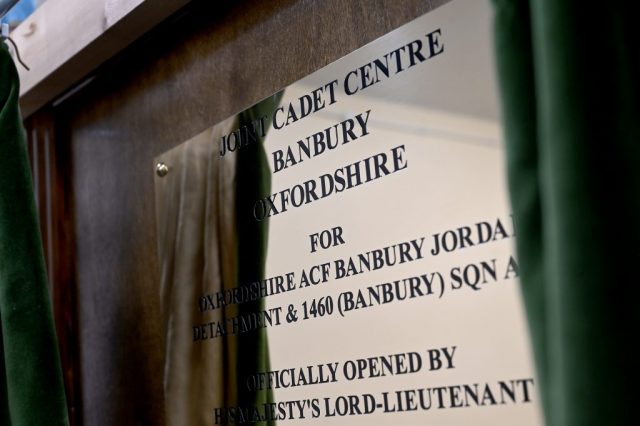 JOINT CADET CENTRE
BANBURY
OXFORDSHIRE
FOR
OXFORDSHIRE ACF BANBURY JORDA
DETACHMENT & 1460 (BANBURY) SQN A
OFFICIALLY OPENED BY
HIS MAJESTY'S LORD-LIEUTENANT